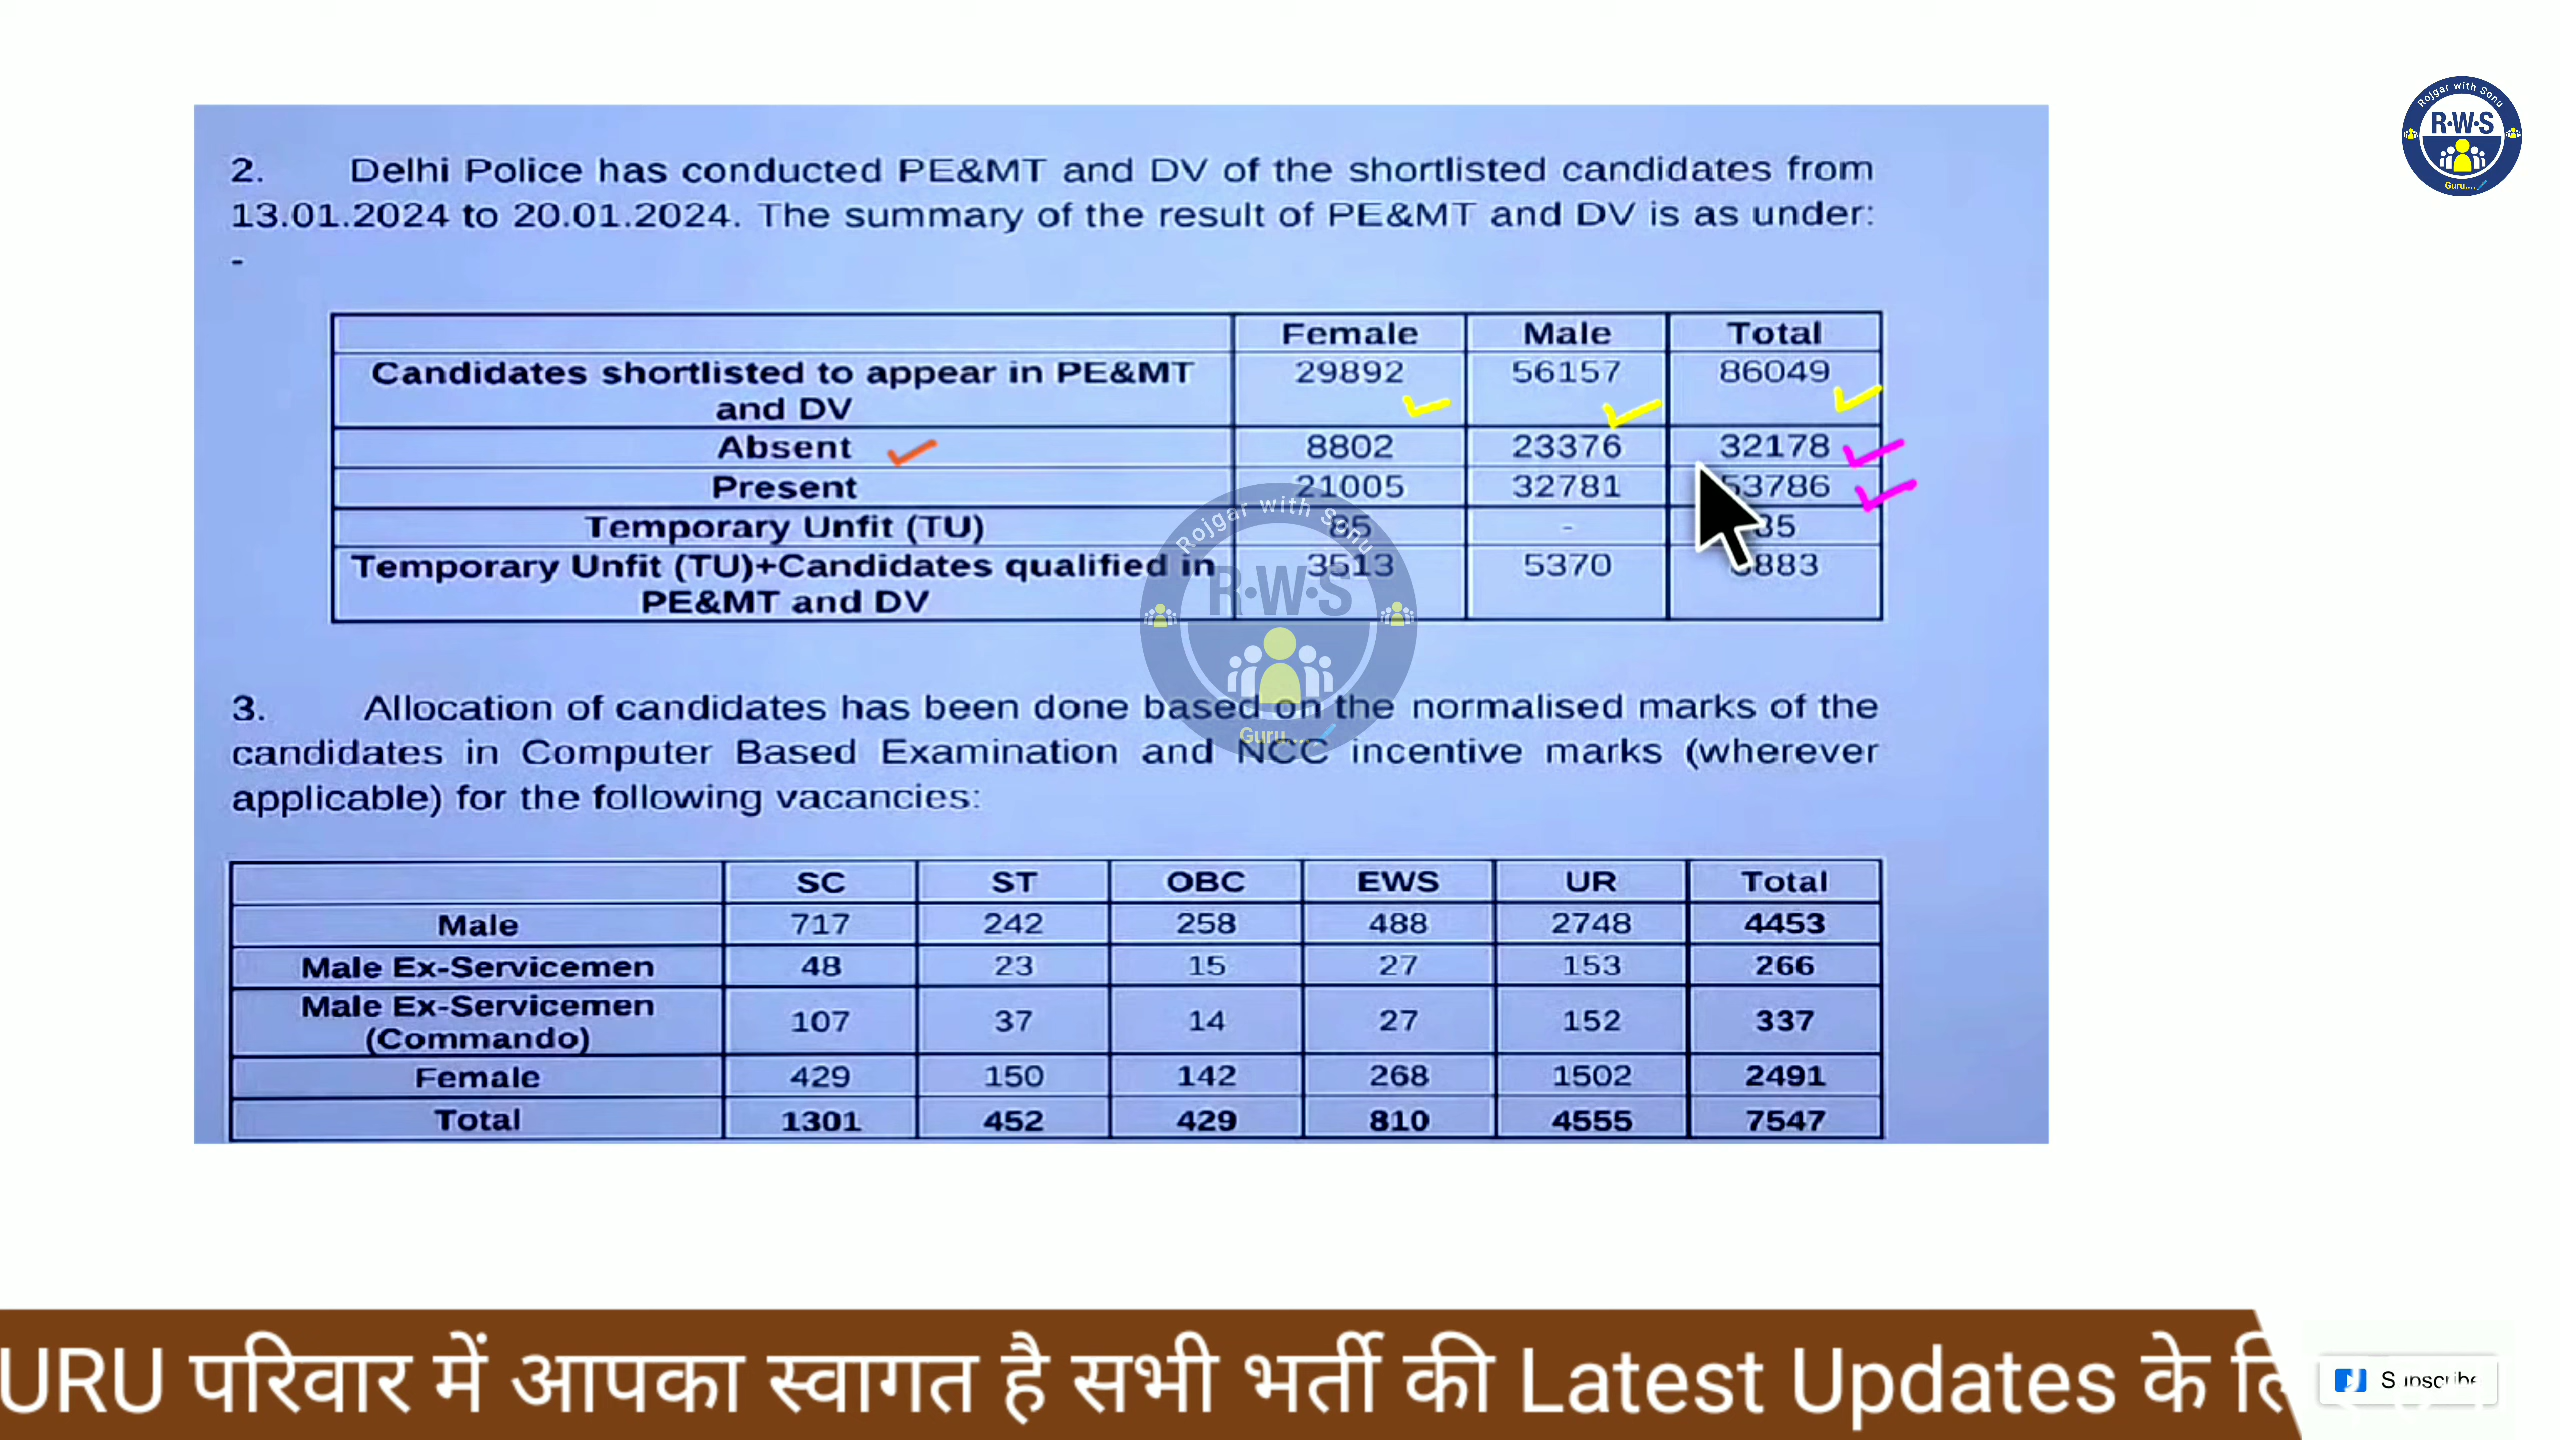 Rojgar with Sonu
R·W·S
Guru....
2. Delhi Police has conducted PE&MT and DV of the shortlisted candidates from
13.01.2024 to 20.01.2024. The summary of the result of PE&MT and DV is as under:
-
Female Male Total
Candidates shortlisted to appear in PE&MT and DV 29892 56157 86049
Absent 8802 23376 32178
Present 21005 32781 53786
Temporary Unfit (TU) 85 - 85
Temporary Unfit (TU)+Candidates qualified in PE&MT and DV 3513 5370 8883
Rojgar with Sonu
R·W·S
Guru....
3. Allocation of candidates has been done based on the normalised marks of the
candidates in Computer Based Examination and NCC incentive marks (wherever
applicable) for the following vacancies:
SC ST OBC EWS UR Total
Male 717 242 258 488 2748 4453
Male Ex-Servicemen 48 23 15 27 153 266
Male Ex-Servicemen (Commando) 107 37 14 27 152 337
Female 429 150 142 268 1502 2491
Total 1301 452 429 810 4555 7547
URU परिवार में आपका स्वागत है सभी भर्ती की Latest Updates के